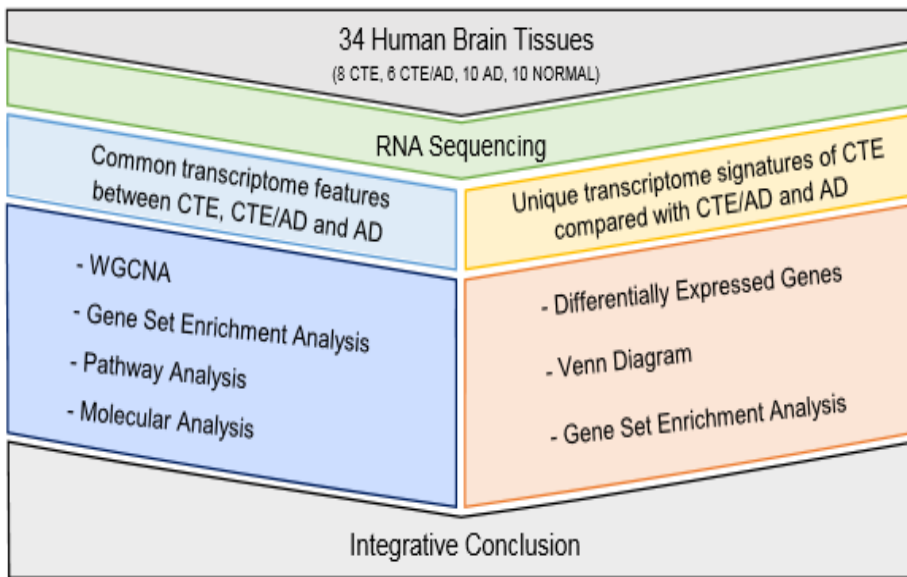 34 Human Brain Tissues
(8 CTE, 6 CTE/AD, 10 AD, 10 NORMAL)
RNA Sequencing
Common transcriptome features
between CTE, CTE/AD and AD
Unique transcriptome signatures of CTE
compared with CTE/AD and AD
- WGCNA
- Gene Set Enrichment Analysis
- Pathway Analysis
- Molecular Analysis
- Differentially Expressed Genes
- Venn Diagram
- Gene Set Enrichment Analysis
Integrative Conclusion